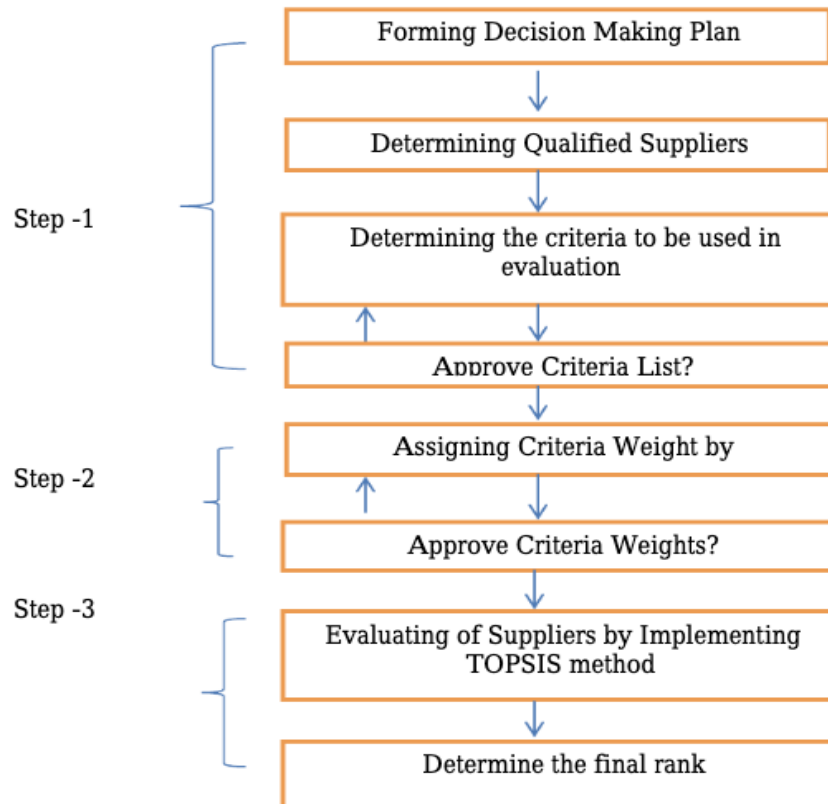 Forming Decision Making Plan
Determining Qualified Suppliers
Step -1
Determining the criteria to be used in
evaluation
Approve Criteria List?
Assigning Criteria Weight by
Step -2
Approve Criteria Weights?
Step -3
Evaluating of Suppliers by Implementing
TOPSIS method
Determine the final rank